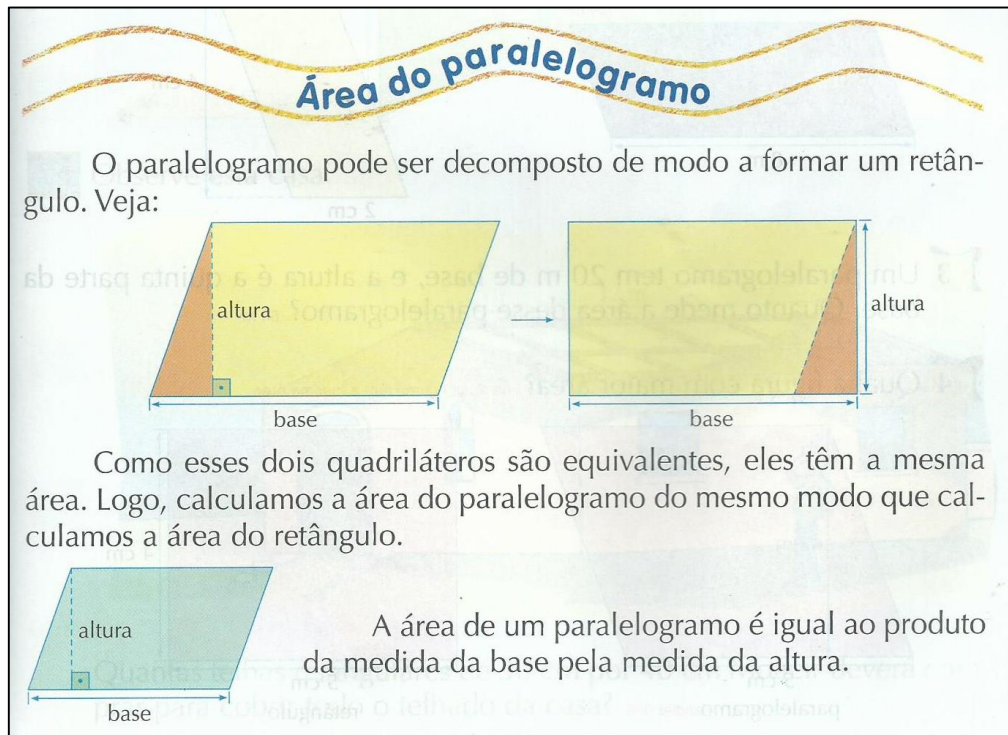 Área do paralelogramo
O paralelogramo pode ser decomposto de modo a formar um retân-
gulo. Veja:
altura
altura
base
base
Como esses dois quadriláteros são equivalentes, eles têm a mesma
área. Logo, calculamos a área do paralelogramo do mesmo modo que cal-
culamos a área do retângulo.
altura
A área de um paralelogramo é igual ao produto
da medida da base pela medida da altura.
base